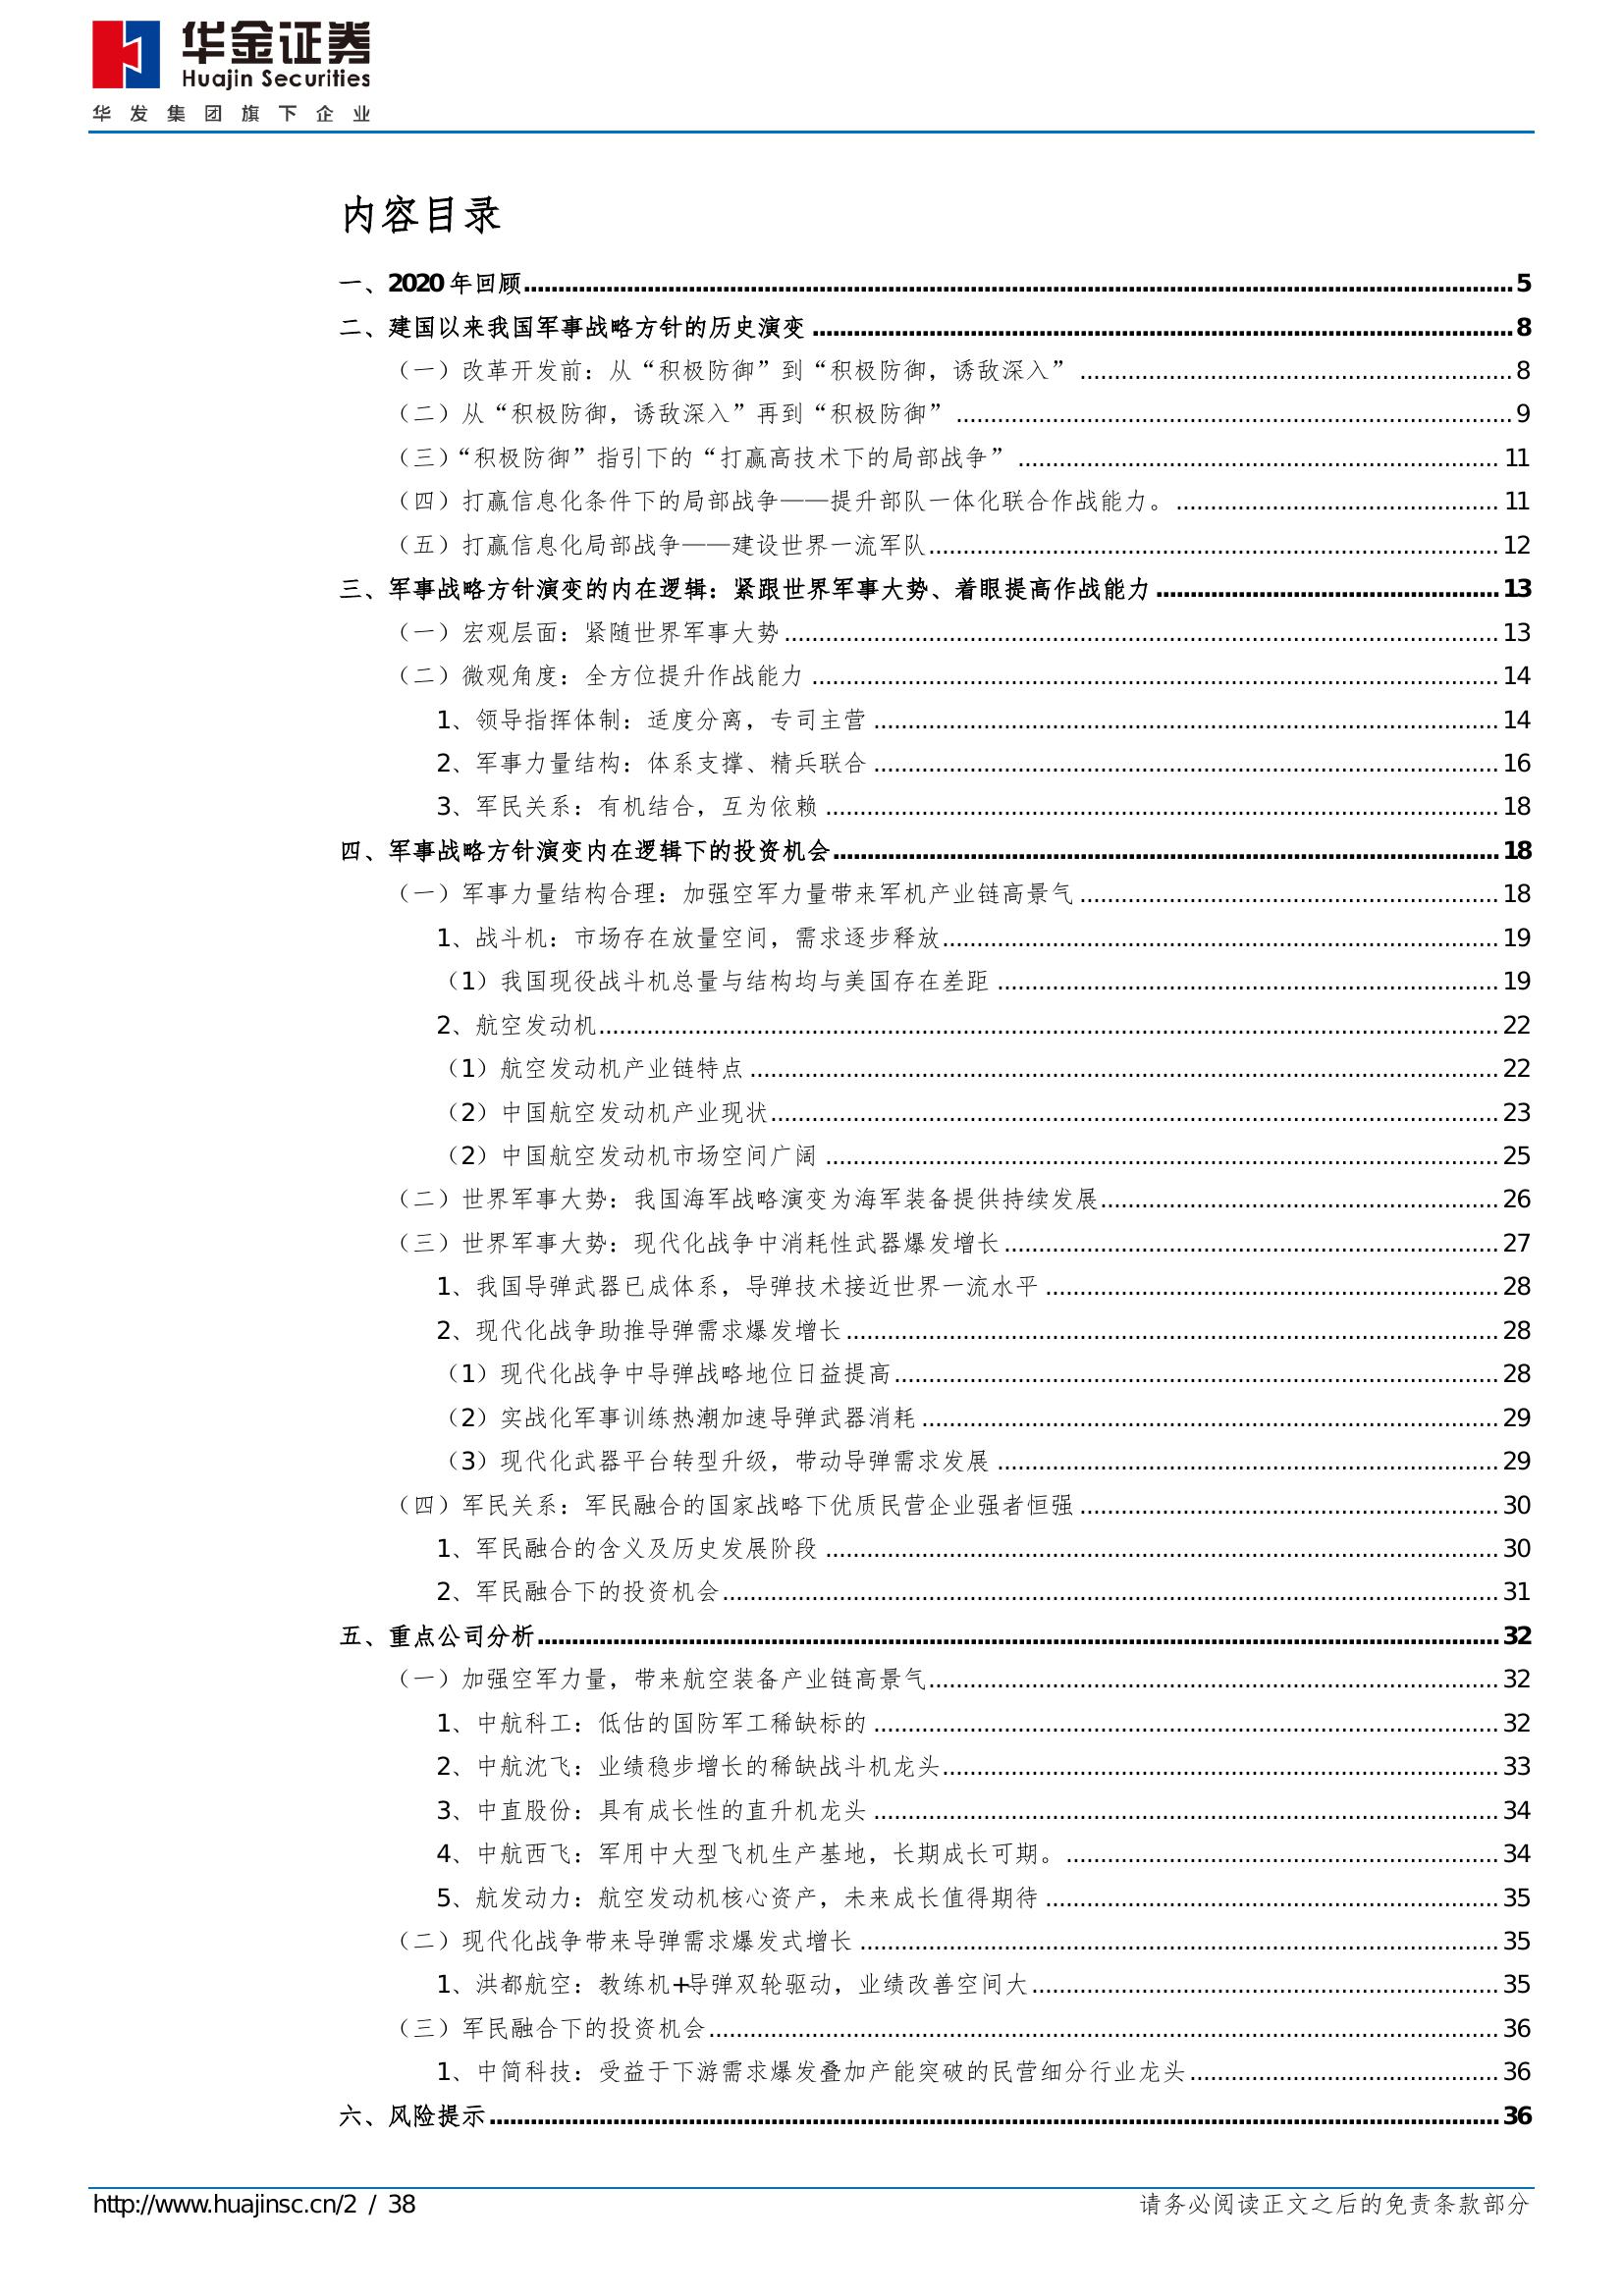 华金证券
Huajin Securities
华发集团旗下企业
内容目录
一、2020 年回顾........................5
二、建国以来我国军事战略方针的历史演变........................8
（一）改革开发前：从“积极防御”到“积极防御，诱敌深入”........................8
（二）从“积极防御，诱敌深入”再到“积极防御”........................9
（三）“积极防御”指引下的“打赢高技术下的局部战争”........................11
（四）打赢信息化条件下的局部战争——提升部队一体化联合作战能力。........................11
（五）打赢信息化局部战争——建设世界一流军队........................12
三、军事战略方针演变的内在逻辑：紧跟世界军事大势、着眼提高作战能力........................13
（一）宏观层面：紧随世界军事大势........................13
（二）微观角度：全方位提升作战能力........................14
1、领导指挥体制：适度分离，专司主营........................14
2、军事力量结构：体系支撑、精兵联合........................16
3、军民关系：有机结合，互为依赖........................18
四、军事战略方针演变内在逻辑下的投资机会........................18
（一）军事力量结构合理：加强空军力量带来军机产业链高景气........................18
1、战斗机：市场存在放量空间，需求逐步释放........................19
（1）我国现役战斗机总量与结构均与美国存在差距........................19
2、航空发动机........................22
（1）航空发动机产业链特点........................22
（2）中国航空发动机产业现状........................23
（2）中国航空发动机市场空间广阔........................25
（二）世界军事大势：我国海军战略演变为海军装备提供持续发展........................26
（三）世界军事大势：现代化战争中消耗性武器爆发增长........................27
1、我国导弹武器已成体系，导弹技术接近世界一流水平........................28
2、现代化战争助推导弹需求爆发增长........................28
（1）现代化战争中导弹战略地位日益提高........................28
（2）实战化军事训练热潮加速导弹武器消耗........................29
（3）现代化武器平台转型升级，带动导弹需求发展........................29
（四）军民关系：军民融合的国家战略下优质民营企业强者恒强........................30
1、军民融合的含义及历史发展阶段........................30
2、军民融合下的投资机会........................31
五、重点公司分析........................32
（一）加强空军力量，带来航空装备产业链高景气........................32
1、中航科工：低估的国防军工稀缺标的........................32
2、中航沈飞：业绩稳步增长的稀缺战斗机龙头........................33
3、中直股份：具有成长性的直升机龙头........................34
4、中航西飞：军用中大型飞机生产基地，长期成长可期。........................34
5、航发动力：航空发动机核心资产，未来成长值得期待........................35
（二）现代化战争带来导弹需求爆发式增长........................35
1、洪都航空：教练机+导弹双轮驱动，业绩改善空间大........................35
（三）军民融合下的投资机会........................36
1、中简科技：受益于下游需求爆发叠加产能突破的民营细分行业龙头........................36
六、风险提示........................36
http://www.huajinsc.cn/2 / 38
请务必阅读正文之后的免责条款部分